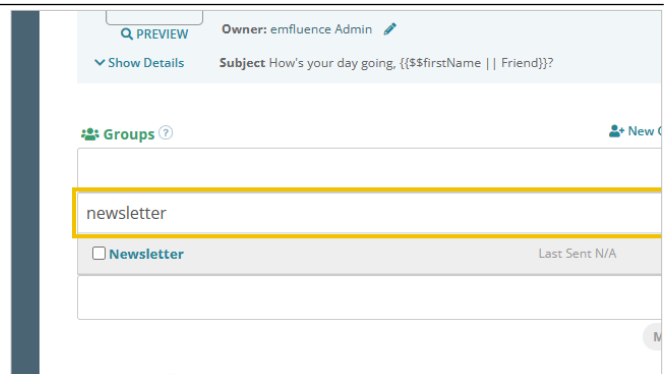 PREVIEW
Owner: emfluence Admin
Show Details
Subject How's your day going, {{$$firstName || Friend}}?
Groups ?
New
newsletter
Newsletter
Last Sent N/A